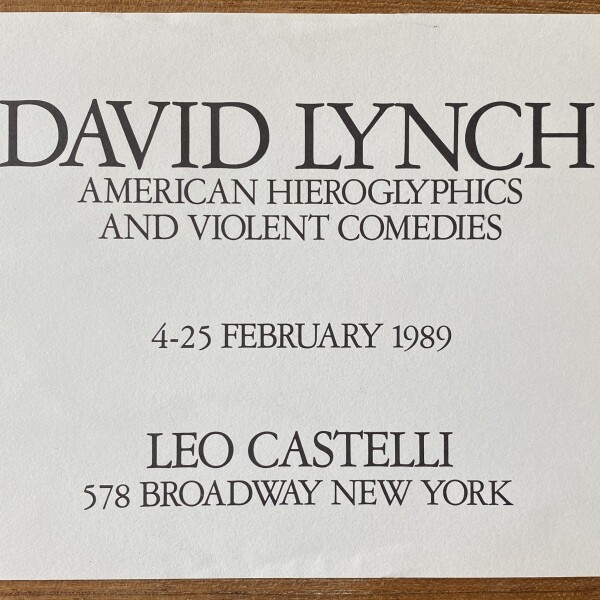 DAVID LYNCH
AMERICAN HIEROGLYPHICS
AND VIOLENT COMEDIES
4-25 FEBRUARY 1989
LEO CASTELLI
578 BROADWAY NEW YORK